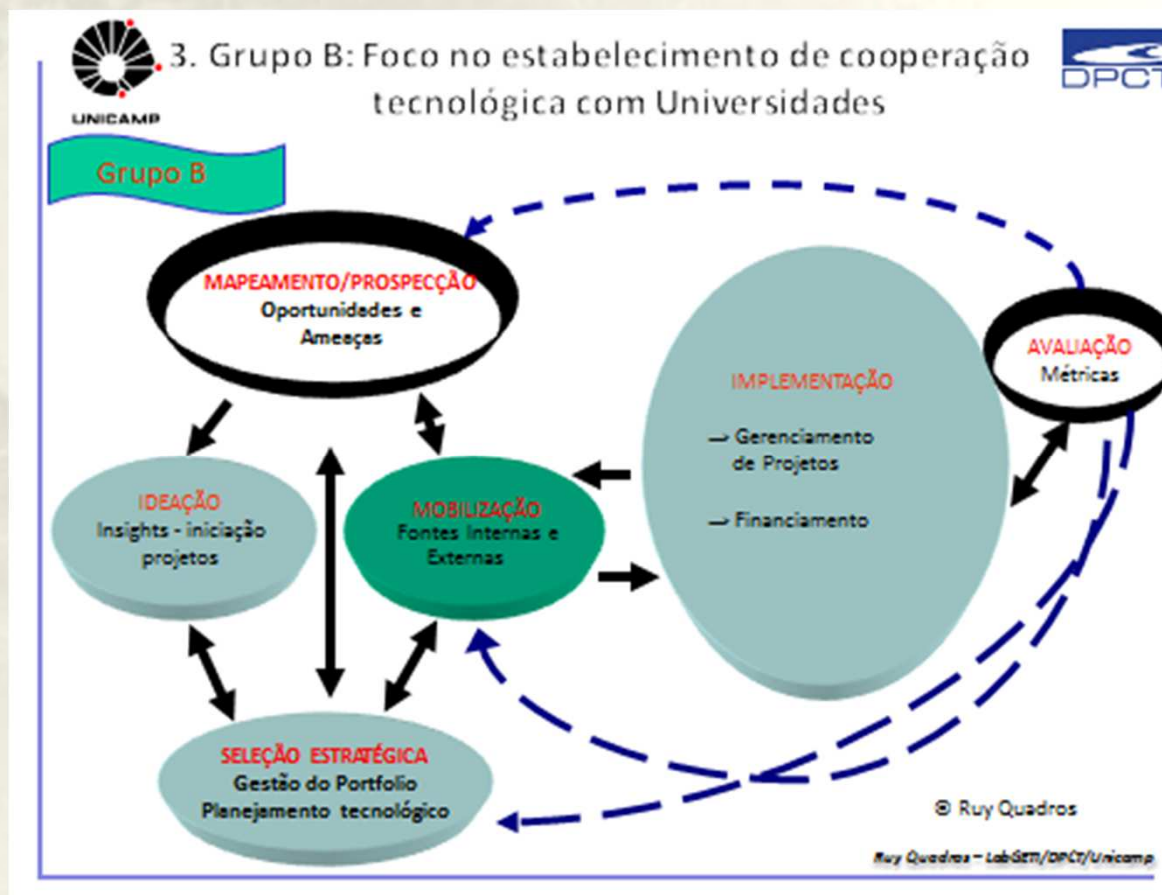 3. Grupo B: Foco no estabelecimento de cooperação
tecnológica com Universidades
UNICAMP
DPCT
Grupo B
MAPEAMENTO/PROSPECÇÃO
Oportunidades e
Ameaças
AVALIAÇÃO
Métricas
IMPLEMENTAÇÃO
→ Gerenciamento
de Projetos
→ Financiamento
IDEAÇÃO
Insights - iniciação
projetos
MOBILIZAÇÃO
Fontes Internas e
Externas
SELEÇÃO ESTRATÉGICA
Gestão do Portfolio
Planejamento tecnológico
© Ruy Quadros
Ruy Quadros – LabGETI/DPCT/Unicamp